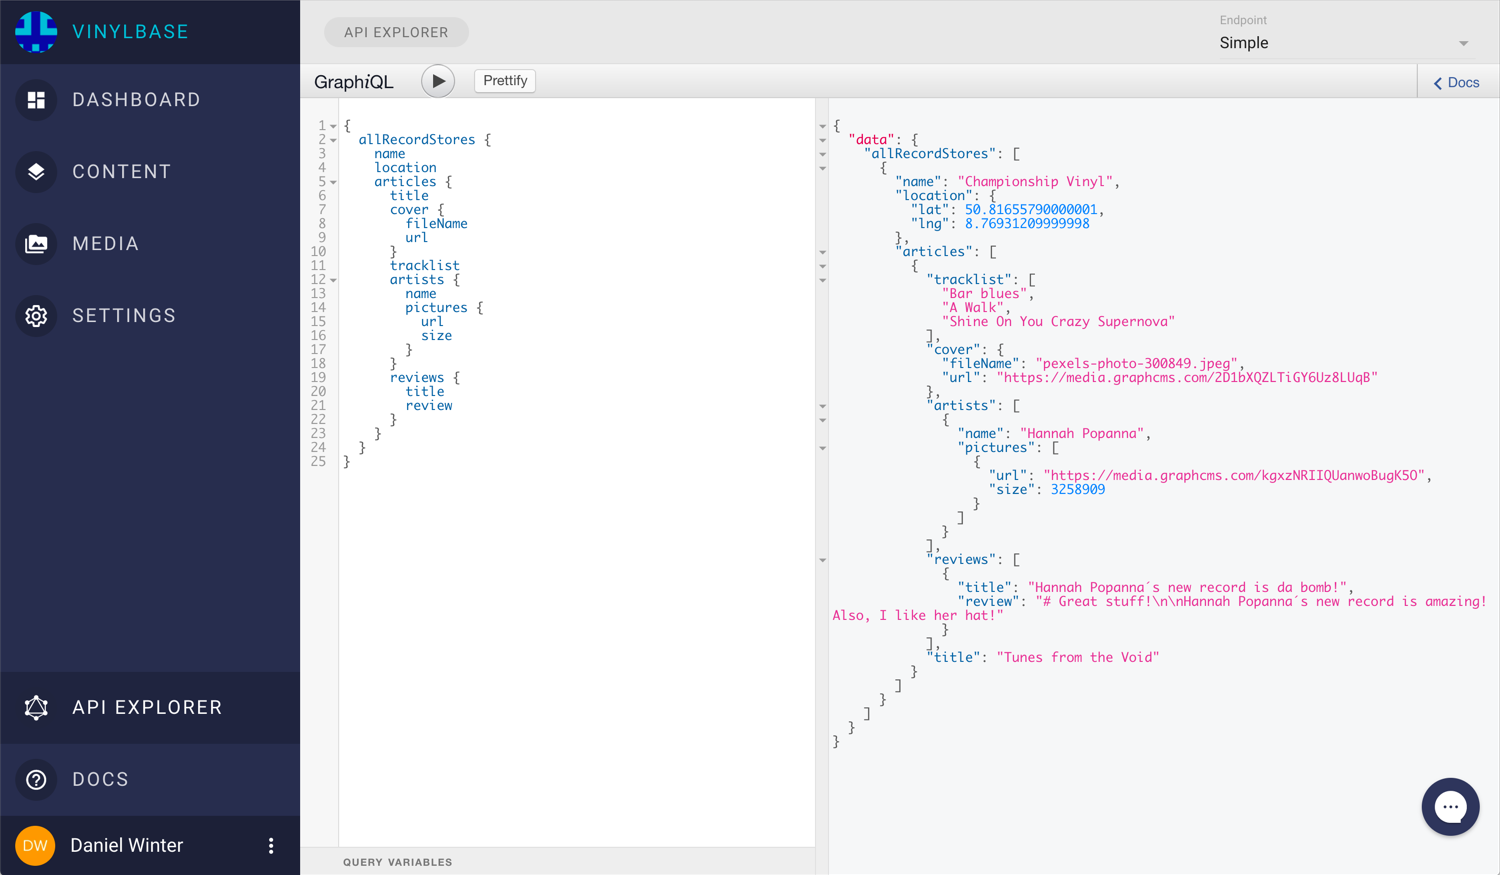 VINYLBASE
DASHBOARD
CONTENT
MEDIA
SETTINGS
API EXPLORER
DOCS
DW Daniel Winter
API EXPLORER
Endpoint
Simple
GraphiQL
Prettify
Docs
1 {
2 allRecordStores {
3 name
4 location
5 articles {
6 title
7 cover {
8 fileName
9 url
10 }
11 tracklist
12 artists {
13 name
14 pictures {
15 url
16 size
17 }
18 }
19 reviews {
20 title
21 review
22 }
23 }
24 }
25 }
QUERY VARIABLES
{
"data": {
"allRecordStores": [
{
"name": "Championship Vinyl",
"location": {
"lat": 50.81655790000001,
"lng": 8.76931209999998
},
"articles": [
{
"tracklist": [
"Bar blues",
"A Walk",
"Shine On You Crazy Supernova"
],
"cover": {
"fileName": "pexels-photo-300849.jpeg",
"url": "https://media.graphcms.com/2D1bXQZLTiGY6Uz8LUqB"
},
"artists": [
{
"name": "Hannah Popanna",
"pictures": [
{
"url": "https://media.graphcms.com/kgxzNRIIQUanwoBugK5O",
"size": 3258909
}
]
}
],
"reviews": [
{
"title": "Hannah Popanna´s new record is da bomb!",
"review": "# Great stuff!\n\nHannah Popanna´s new record is amazing!
Also, I like her hat!"
}
],
"title": "Tunes from the Void"
}
]
}
]
}
}